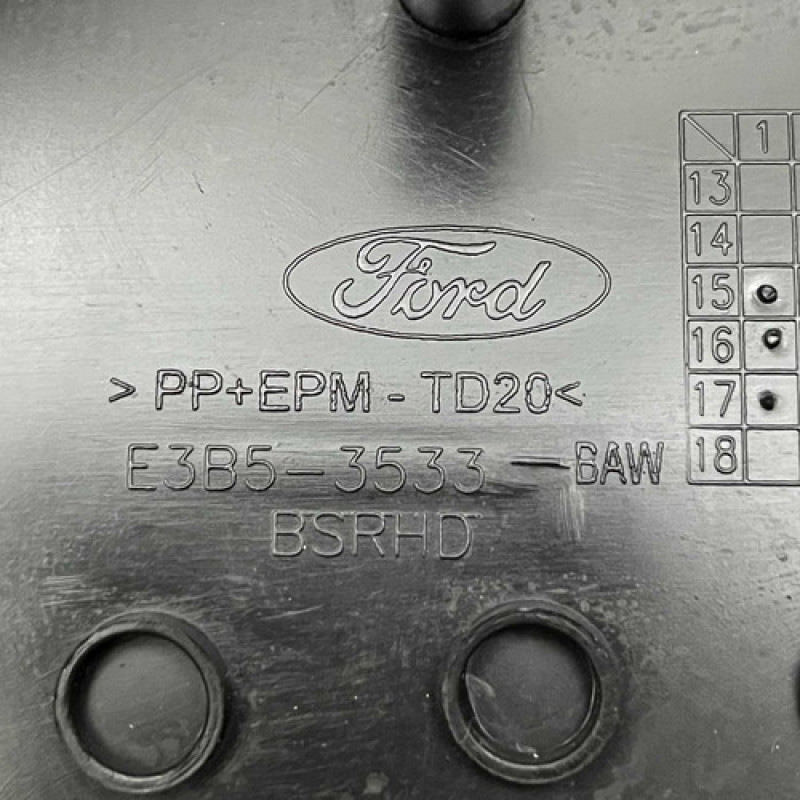 Ford
>PP+EPM-TD20<
E3B5-3533-BAW
BSRHD
1
13
14
15
16
17
18